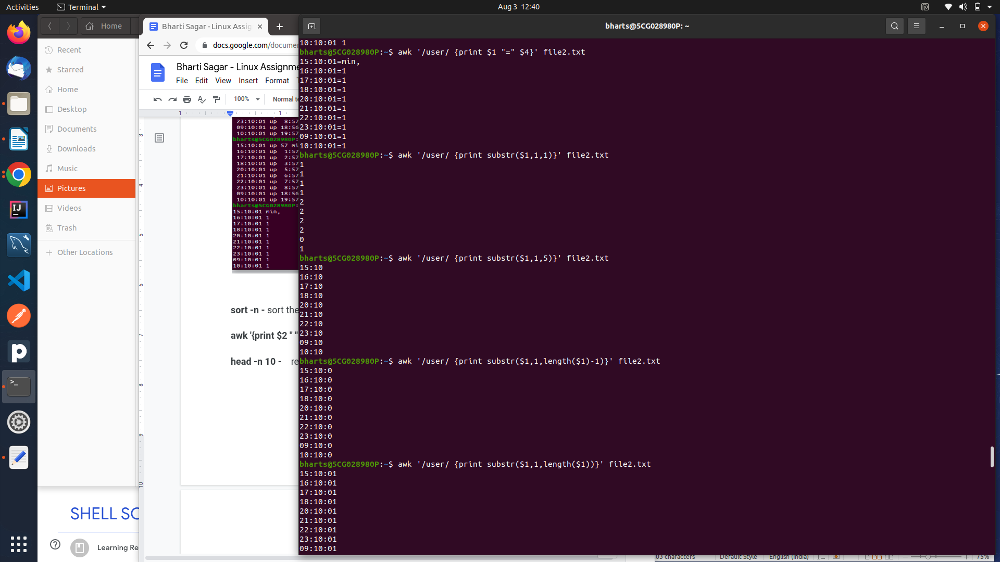 Activities
Terminal
Aug 3 12:40
Home
Recent
Starred
Home
Desktop
Documents
Downloads
Music
Pictures
Videos
Trash
Other Locations
SHELL SC
Learning Re
Bharti Sagar - Linux Assig
docs.google.com/docume
Bharti Sagar - Linux Assignme
File Edit View Insert Format
100%
Normal te
23:10:01 up 8:57
09:10:01 up 18:56
10:10:01 up 19:57
bharts@5CG028980P:
15:10:01 up 57 mi
16:10:01 up 1:57
17:10:01 up 2:57
18:10:01 up 3:57
20:10:01 up 5:57
21:10:01 up 6:57
22:10:01 up 7:57
23:10:01 up 8:57
09:10:01 up 18:56
10:10:01 up 19:57
bharts@5CG028980P:
15:10:01 min,
16:10:01 1
17:10:01 1
18:10:01 1
20:10:01 1
21:10:01 1
22:10:01 1
23:10:01 1
09:10:01 1
10:10:01 1
sort -n - sort the
awk '{print $2 " "
head -n 10 - re
bharts@5CG028980P: ~
10:10:01 1
bharts@5CG028980P:~$ awk '/user/ {print $1 "=" $4}' file2.txt
15:10:01=min,
16:10:01=1
17:10:01=1
18:10:01=1
20:10:01=1
21:10:01=1
22:10:01=1
23:10:01=1
09:10:01=1
10:10:01=1
bharts@5CG028980P:~$ awk '/user/ {print substr($1,1,1)}' file2.txt
1
1
1
1
2
2
2
2
0
1
bharts@5CG028980P:~$ awk '/user/ {print substr($1,1,5)}' file2.txt
15:10
16:10
17:10
18:10
20:10
21:10
22:10
23:10
09:10
10:10
bharts@5CG028980P:~$ awk '/user/ {print substr($1,1,length($1)-1)}' file2.txt
15:10:0
16:10:0
17:10:0
18:10:0
20:10:0
21:10:0
22:10:0
23:10:0
09:10:0
10:10:0
bharts@5CG028980P:~$ awk '/user/ {print substr($1,1,length($1))}' file2.txt
15:10:01
16:10:01
17:10:01
18:10:01
20:10:01
21:10:01
22:10:01
23:10:01
09:10:01
03 characters Default Style English (India) 75%